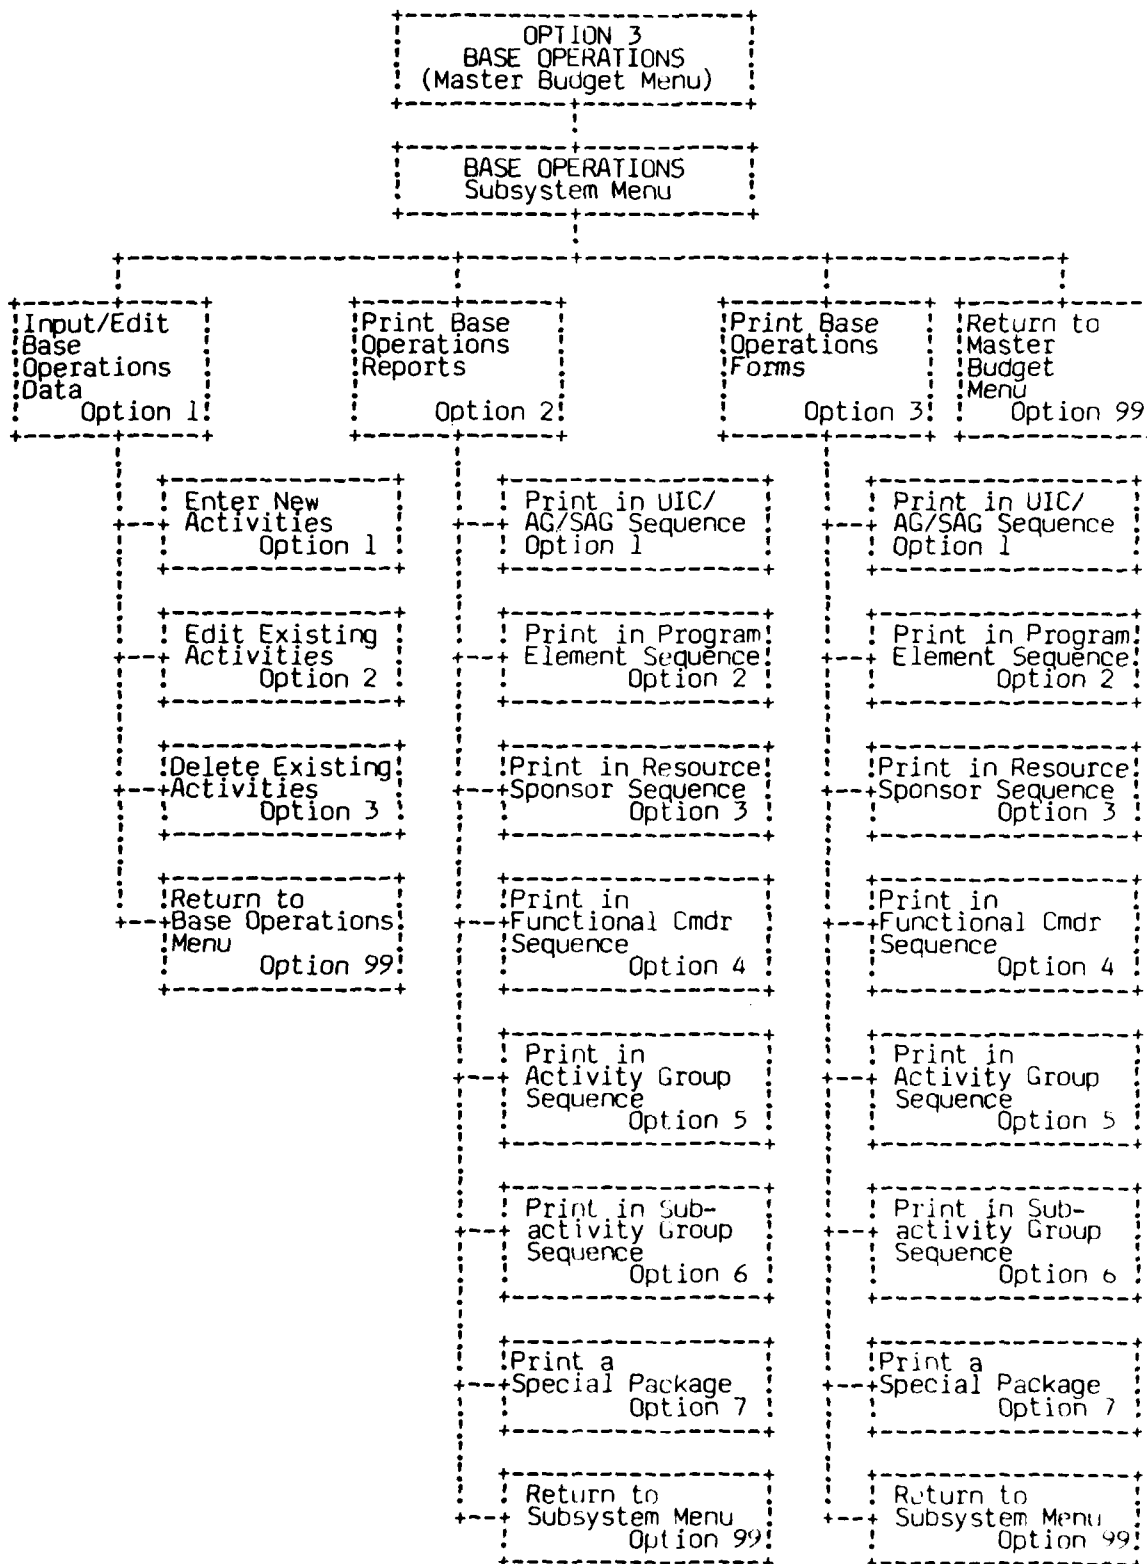 OPTION 3
BASE OPERATIONS
(Master Budget Menu)
BASE OPERATIONS
Subsystem Menu
Input/Edit
Base
Operations
Data
Option 1
Print Base
Operations
Reports
Option 2
Print Base
Operations
Forms
Option 3
Return to
Master
Budget
Menu
Option 99
Enter New
Activities
Option 1
Edit Existing
Activities
Option 2
Delete Existing
Activities
Option 3
Return to
Base Operations
Menu
Option 99
Print in UIC/
AG/SAG Sequence
Option 1
Print in Program
Element Sequence
Option 2
Print in Resource
Sponsor Sequence
Option 3
Print in
Functional Cmdr
Sequence
Option 4
Print in
Activity Group
Sequence
Option 5
Print in Sub-
activity Group
Sequence
Option 6
Print a
Special Package
Option 7
Return to
Subsystem Menu
Option 99
Print in UIC/
AG/SAG Sequence
Option 1
Print in Program
Element Sequence
Option 2
Print in Resource
Sponsor Sequence
Option 3
Print in
Functional Cmdr
Sequence
Option 4
Print in
Activity Group
Sequence
Option 5
Print in Sub-
activity Group
Sequence
Option 6
Print a
Special Package
Option 7
Return to
Subsystem Menu
Option 99